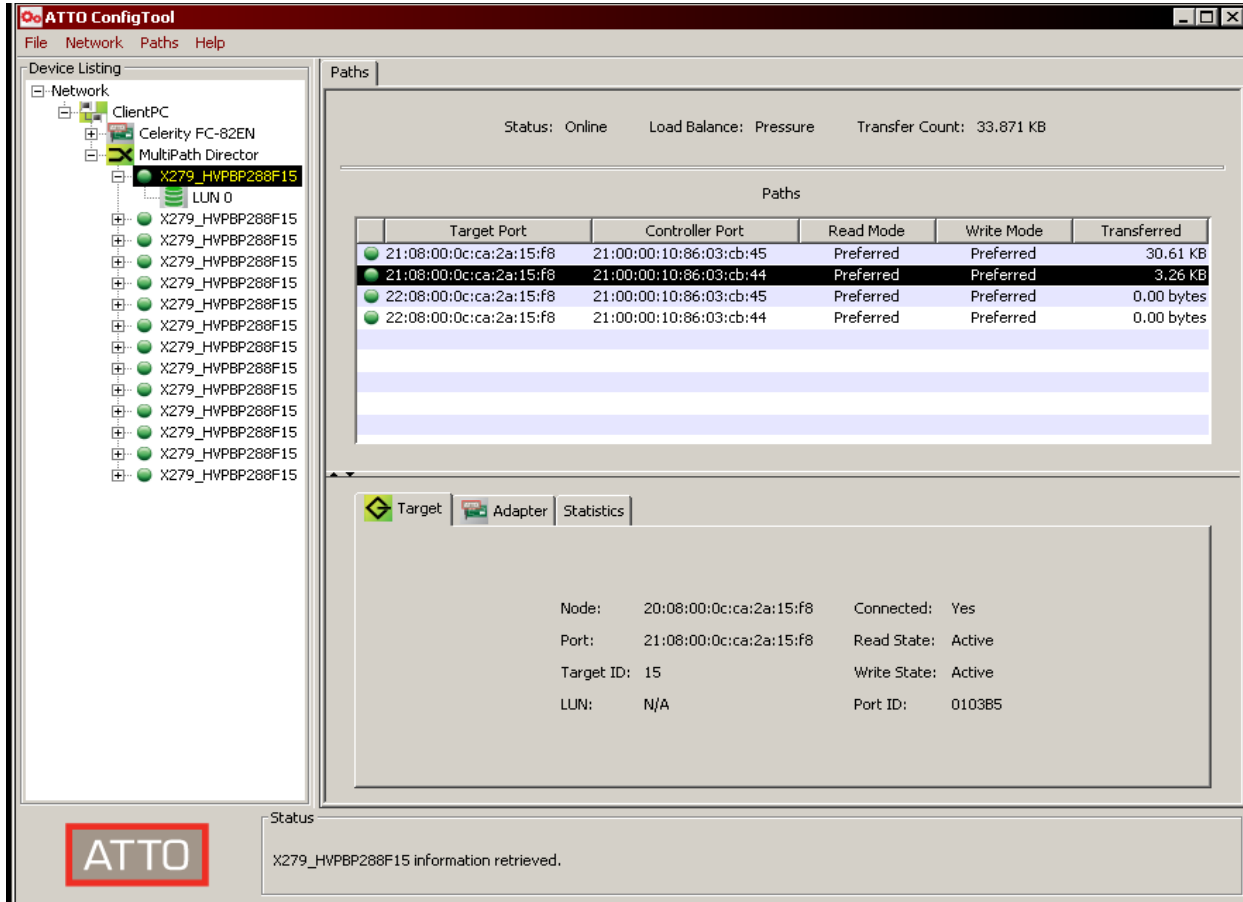 ATTO ConfigTool
File Network Paths Help
Device Listing
Network
ClientPC
Celerity FC-82EN
MultiPath Director
X279_HVPBP288F15
LUN 0
X279_HVPBP288F15
X279_HVPBP288F15
X279_HVPBP288F15
X279_HVPBP288F15
X279_HVPBP288F15
X279_HVPBP288F15
X279_HVPBP288F15
X279_HVPBP288F15
X279_HVPBP288F15
X279_HVPBP288F15
X279_HVPBP288F15
X279_HVPBP288F15
X279_HVPBP288F15
Paths
Status: Online Load Balance: Pressure Transfer Count: 33.871 KB
Paths
Target Port Controller Port Read Mode Write Mode Transferred
21:08:00:0c:ca:2a:15:f8 21:00:00:10:86:03:cb:45 Preferred Preferred 30.61 KB
21:08:00:0c:ca:2a:15:f8 21:00:00:10:86:03:cb:44 Preferred Preferred 3.26 KB
22:08:00:0c:ca:2a:15:f8 21:00:00:10:86:03:cb:45 Preferred Preferred 0.00 bytes
22:08:00:0c:ca:2a:15:f8 21:00:00:10:86:03:cb:44 Preferred Preferred 0.00 bytes
Target Adapter Statistics
Node: 20:08:00:0c:ca:2a:15:f8 Connected: Yes
Port: 21:08:00:0c:ca:2a:15:f8 Read State: Active
Target ID: 15 Write State: Active
LUN: N/A Port ID: 0103B5
ATTO
Status
X279_HVPBP288F15 information retrieved.